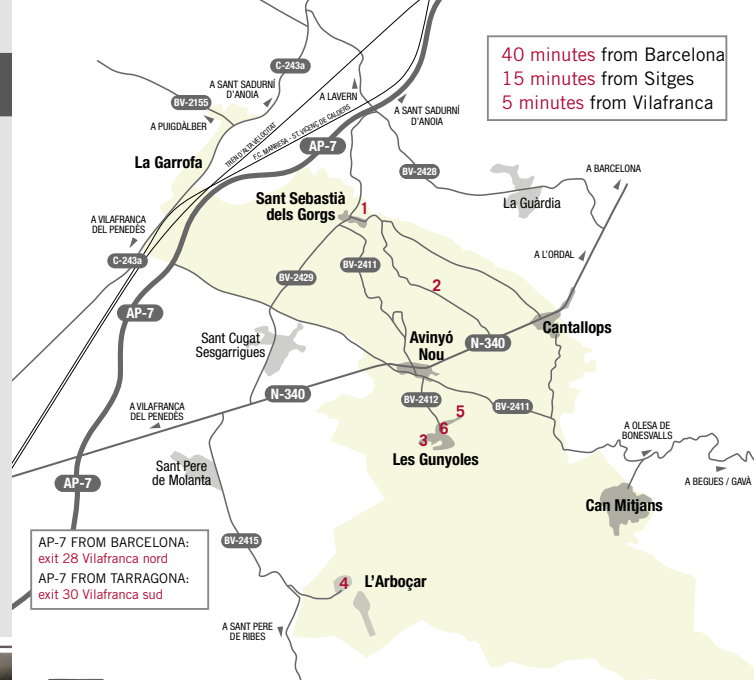 C-243a
40 minutes from Barcelona
15 minutes from Sitges
5 minutes from Vilafranca
A SANT SADURNÍ
D'ANOIA
A LAVERN
BV-2155
A SANT SADURNÍ
D'ANOIA
A PUIGDÀLBER
TREN D'ALTA VELOCITAT
F.C. MANRESA - ST. VICENÇ DE CALDERS
AP-7
La Garrofa
BV-2428
A BARCELONA
Sant Sebastià
dels Gorgs
1
La Guàrdia
A VILAFRANCA
DEL PENEDÈS
C-243a
A L'ORDAL
BV-2411
BV-2429
2
AP-7
Cantallops
Sant Cugat
Sesgarrigues
Avinyó
Nou
N-340
N-340
BV-2412
BV-2411
A VILAFRANCA
DEL PENEDÈS
5
6
3
Les Gunyoles
A OLESA DE
BONESVALLS
Sant Pere
de Molanta
AP-7
A BEGUES / GAVÀ
Can Mitjans
AP-7 FROM BARCELONA:
exit 28 Vilafranca nord
AP-7 FROM TARRAGONA:
exit 30 Vilafranca sud
BV-2415
4
L'Arboçar
A SANT PERE
DE RIBES